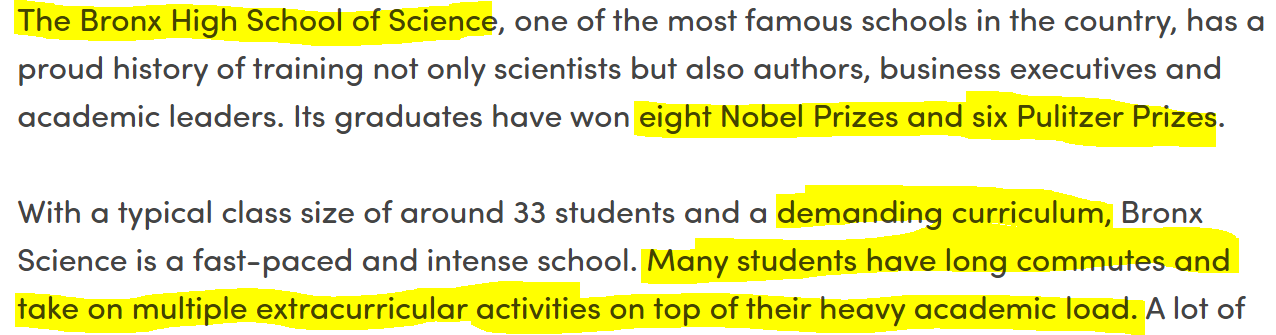 The Bronx High School of Science, one of the most famous schools in the country, has a
proud history of training not only scientists but also authors, business executives and
academic leaders. Its graduates have won eight Nobel Prizes and six Pulitzer Prizes.
With a typical class size of around 33 students and a demanding curriculum, Bronx
Science is a fast-paced and intense school. Many students have long commutes and
take on multiple extracurricular activities on top of their heavy academic load. A lot of